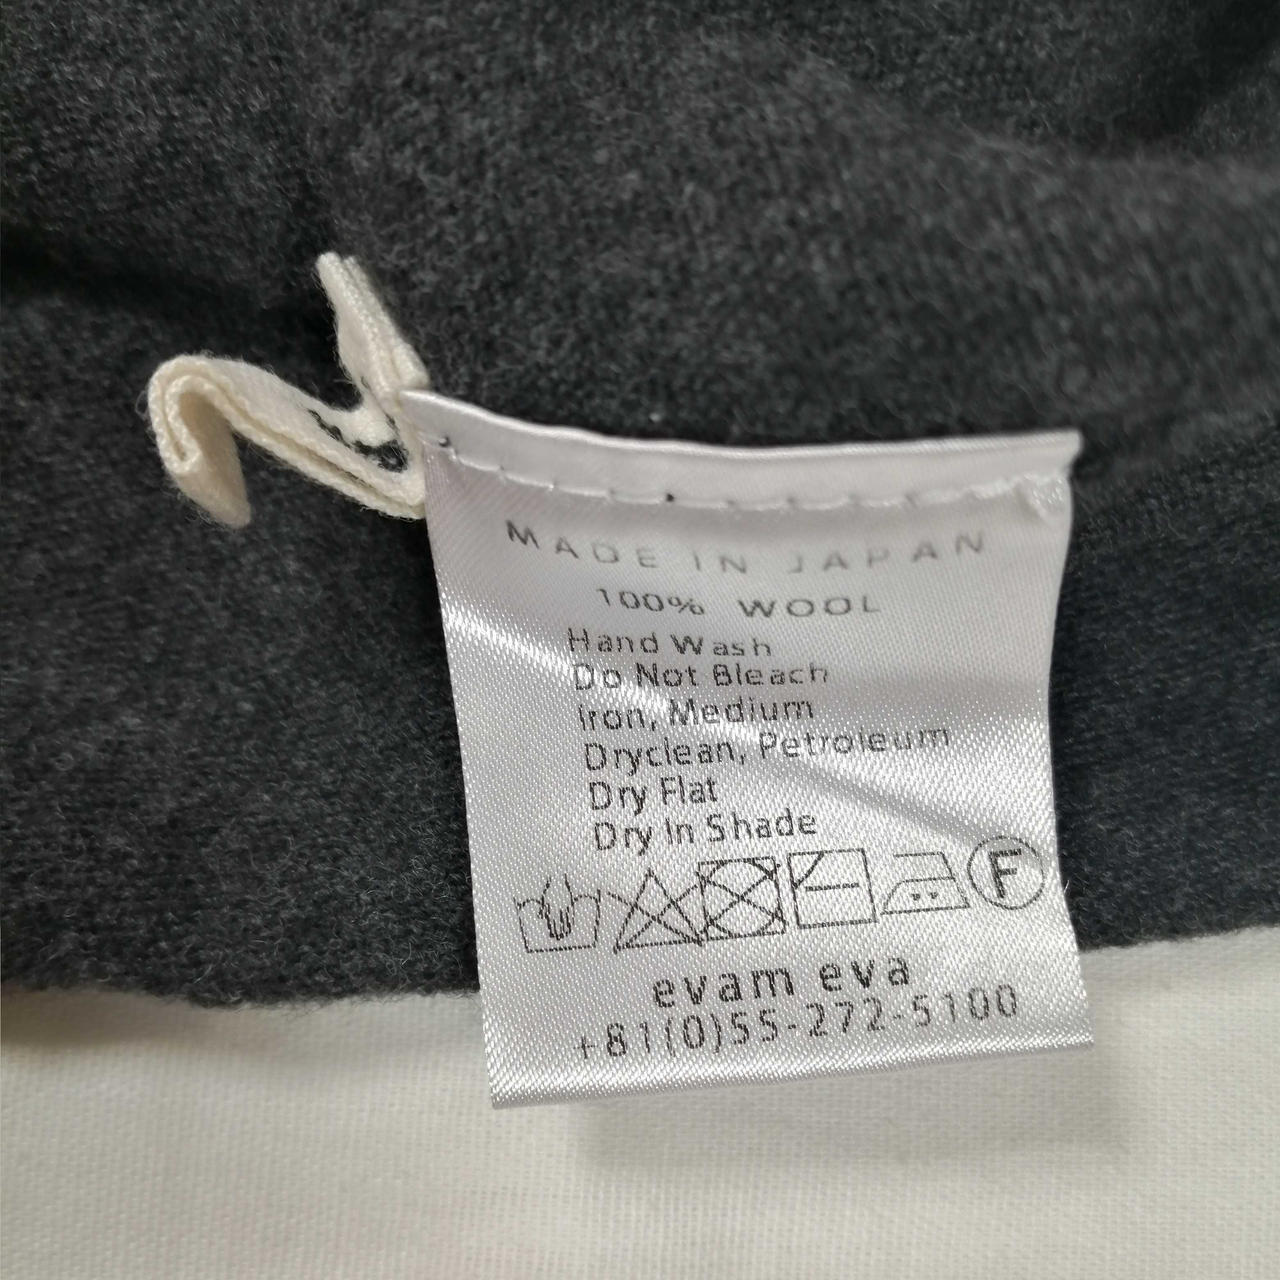 MADE IN JAPAN
100% WOOL
Hand Wash
Do Not Bleach
Iron, Medium
Dryclean, Petroleum
Dry Flat
Dry In Shade
F
evam eva
+81(0)55-272-5100